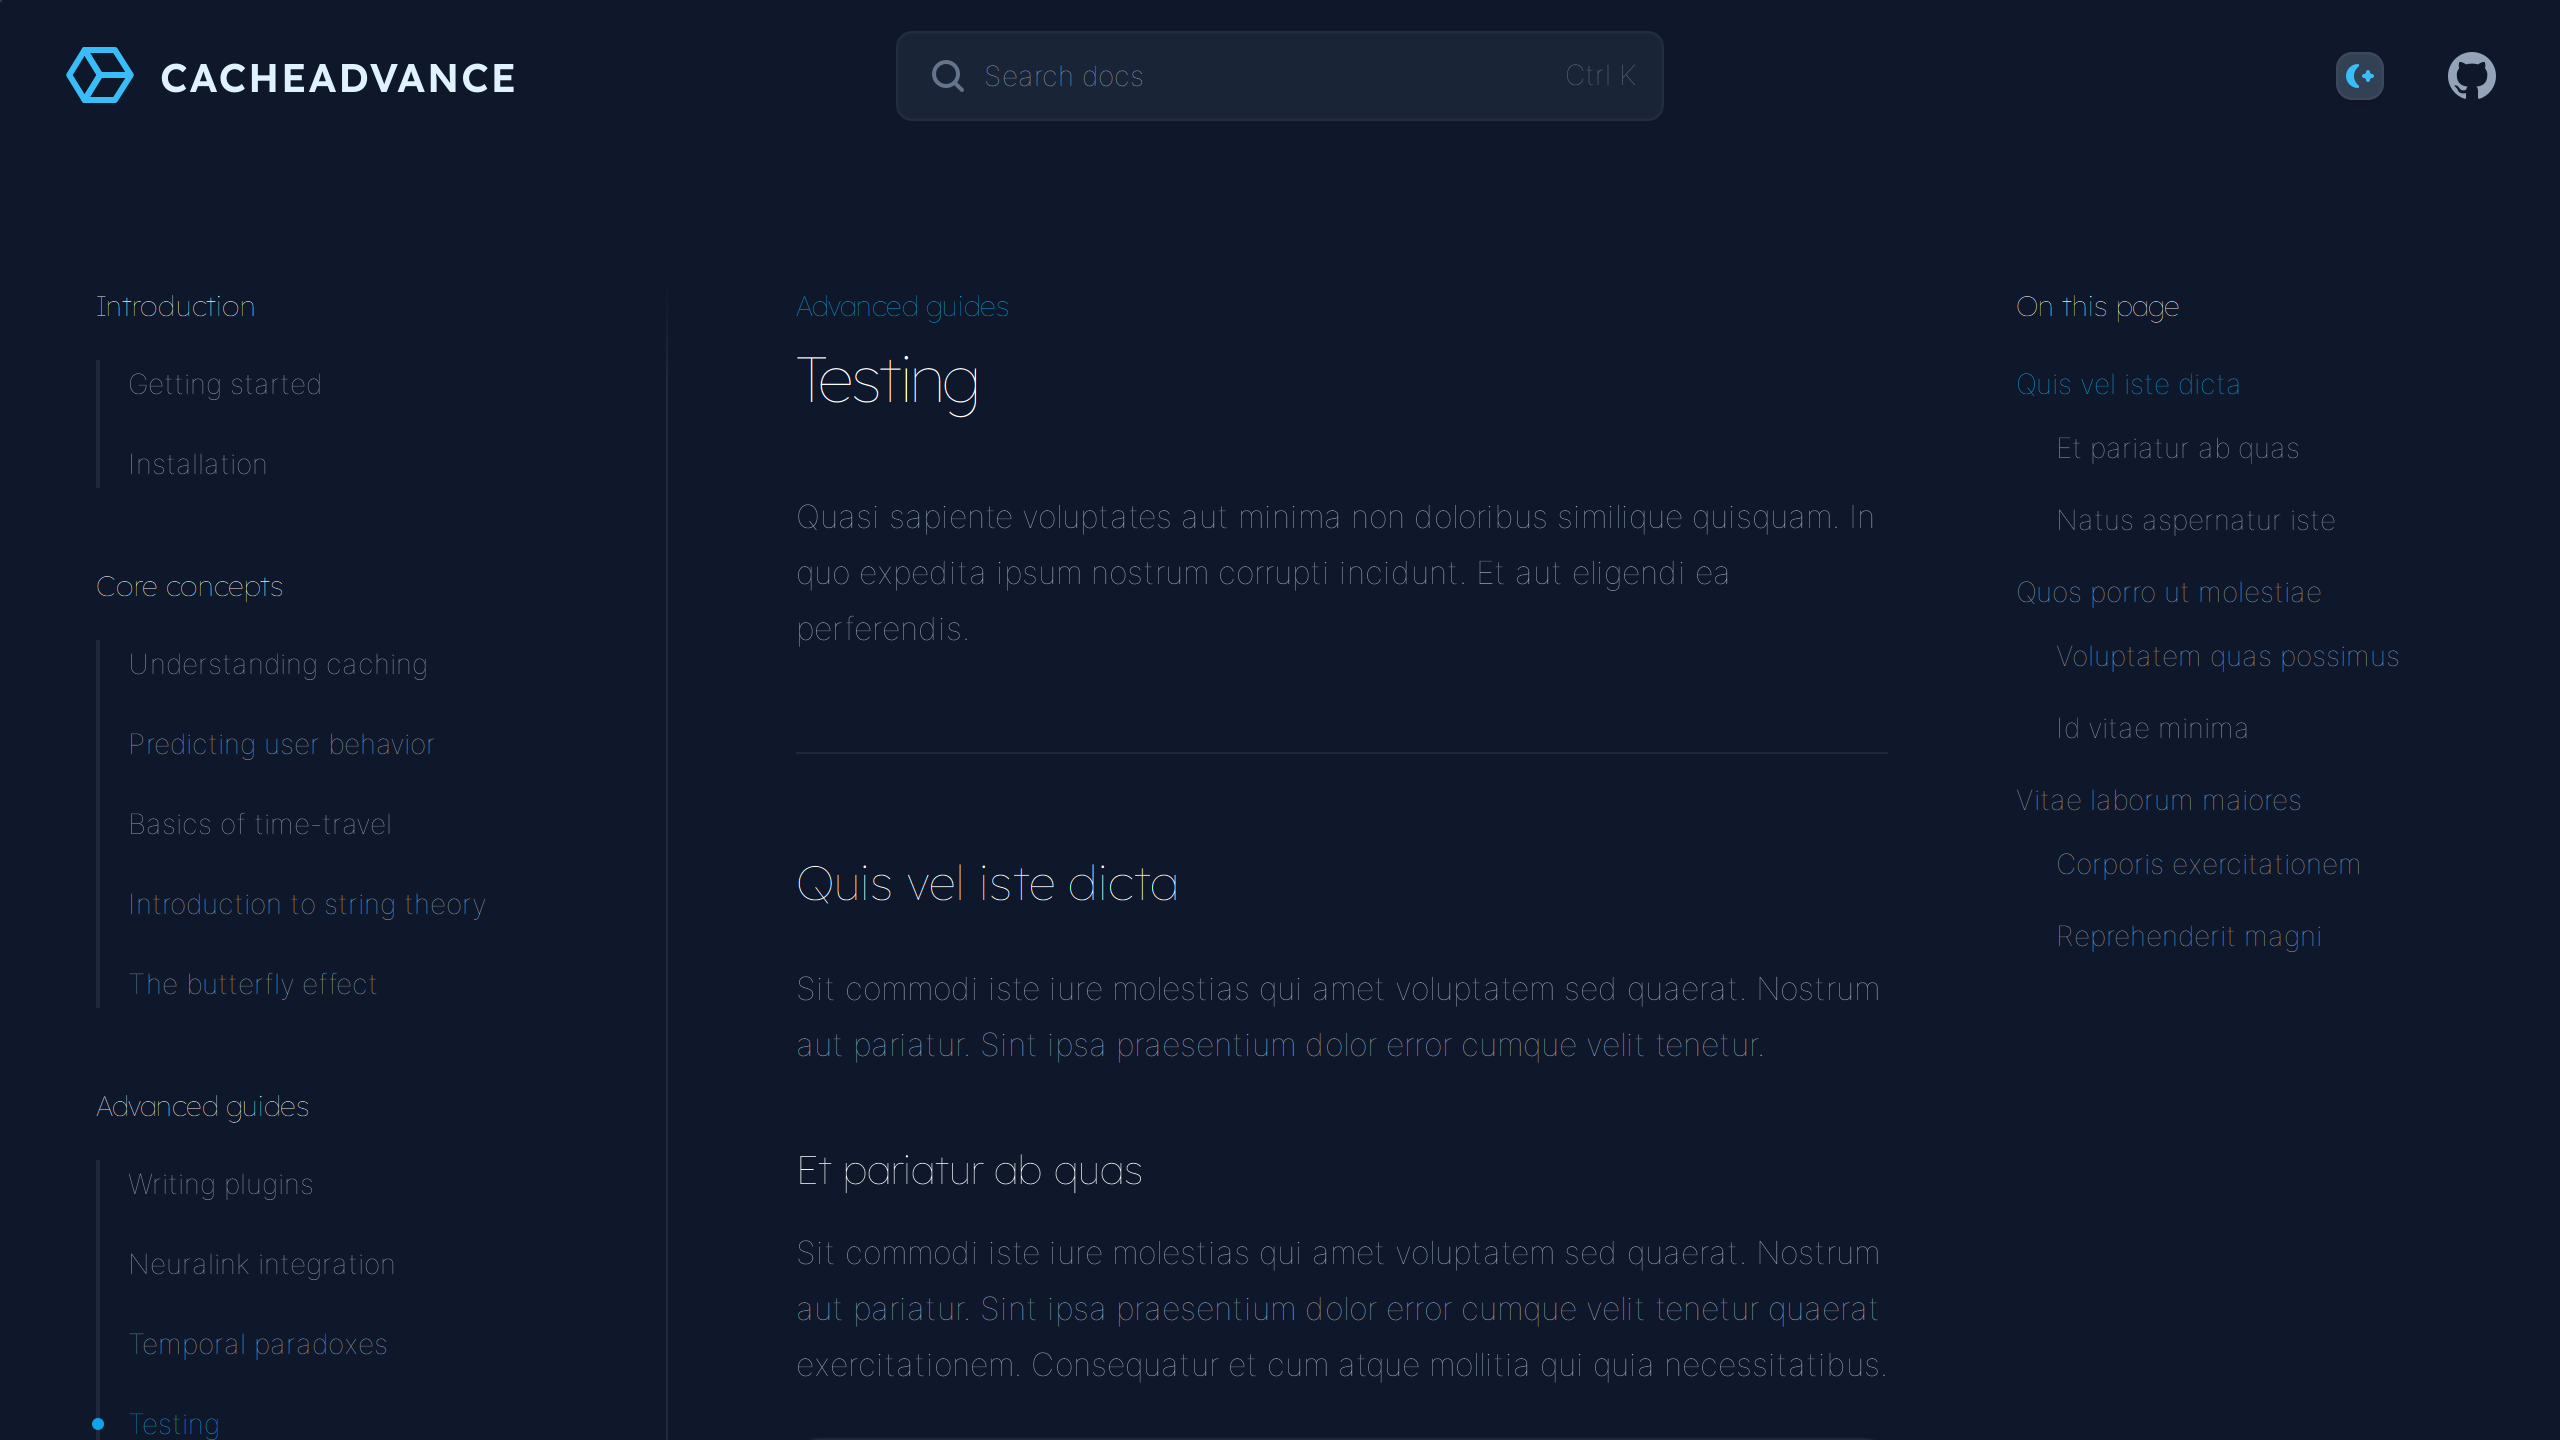 CACHEADVANCE
Search docs
Ctrl K
Introduction
Getting started
Installation
Core concepts
Understanding caching
Predicting user behavior
Basics of time-travel
Introduction to string theory
The butterfly effect
Advanced guides
Writing plugins
Neuralink integration
Temporal paradoxes
Testing
Advanced guides
Testing
Quasi sapiente voluptates aut minima non doloribus similique quisquam. In
quo expedita ipsum nostrum corrupti incidunt. Et aut eligendi ea
perferendis.
Quis vel iste dicta
Sit commodi iste iure molestias qui amet voluptatem sed quaerat. Nostrum
aut pariatur. Sint ipsa praesentium dolor error cumque velit tenetur.
Et pariatur ab quas
Sit commodi iste iure molestias qui amet voluptatem sed quaerat. Nostrum
aut pariatur. Sint ipsa praesentium dolor error cumque velit tenetur quaerat
exercitationem. Consequatur et cum atque mollitia qui quia necessitatibus.
On this page
Quis vel iste dicta
Et pariatur ab quas
Natus aspernatur iste
Quos porro ut molestiae
Voluptatem quas possimus
Id vitae minima
Vitae laborum maiores
Corporis exercitationem
Reprehenderit magni